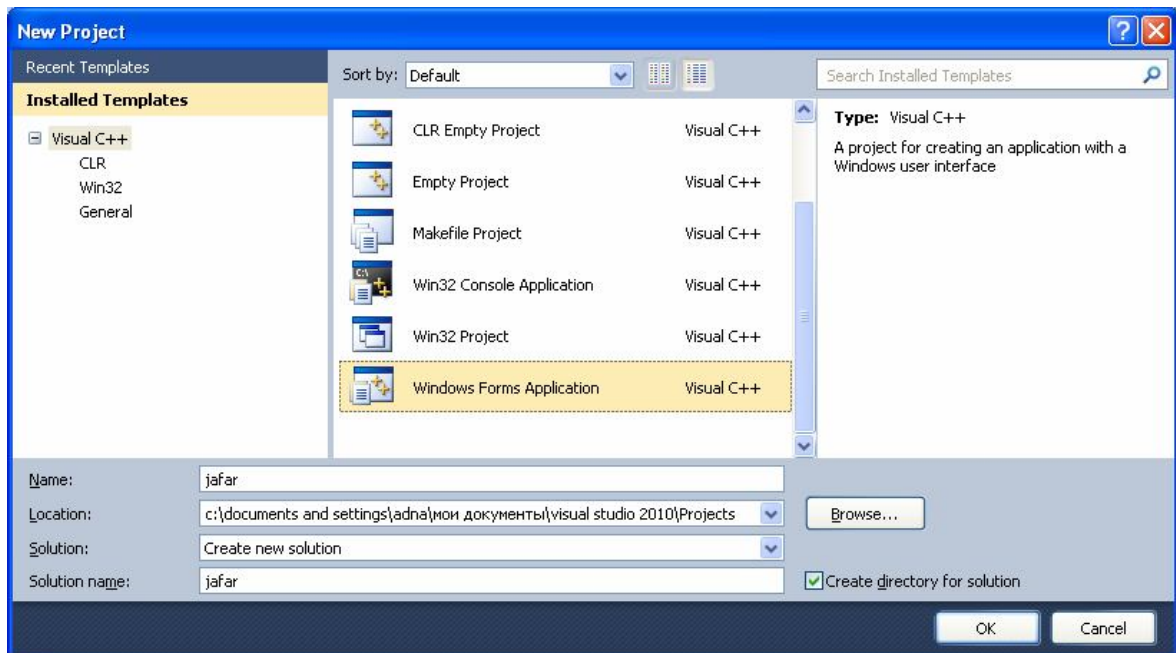 New Project
Recent Templates
Installed Templates
Visual C++
CLR
Win32
General
Sort by: Default
Search Installed Templates
CLR Empty Project Visual C++
Empty Project Visual C++
Makefile Project Visual C++
Win32 Console Application Visual C++
Win32 Project Visual C++
Windows Forms Application Visual C++
Type: Visual C++
A project for creating an application with a
Windows user interface
Name: jafar
Location: c:\documents and settings\adna\мои документы\visual studio 2010\Projects
Browse...
Solution: Create new solution
Solution name: jafar
Create directory for solution
OK Cancel